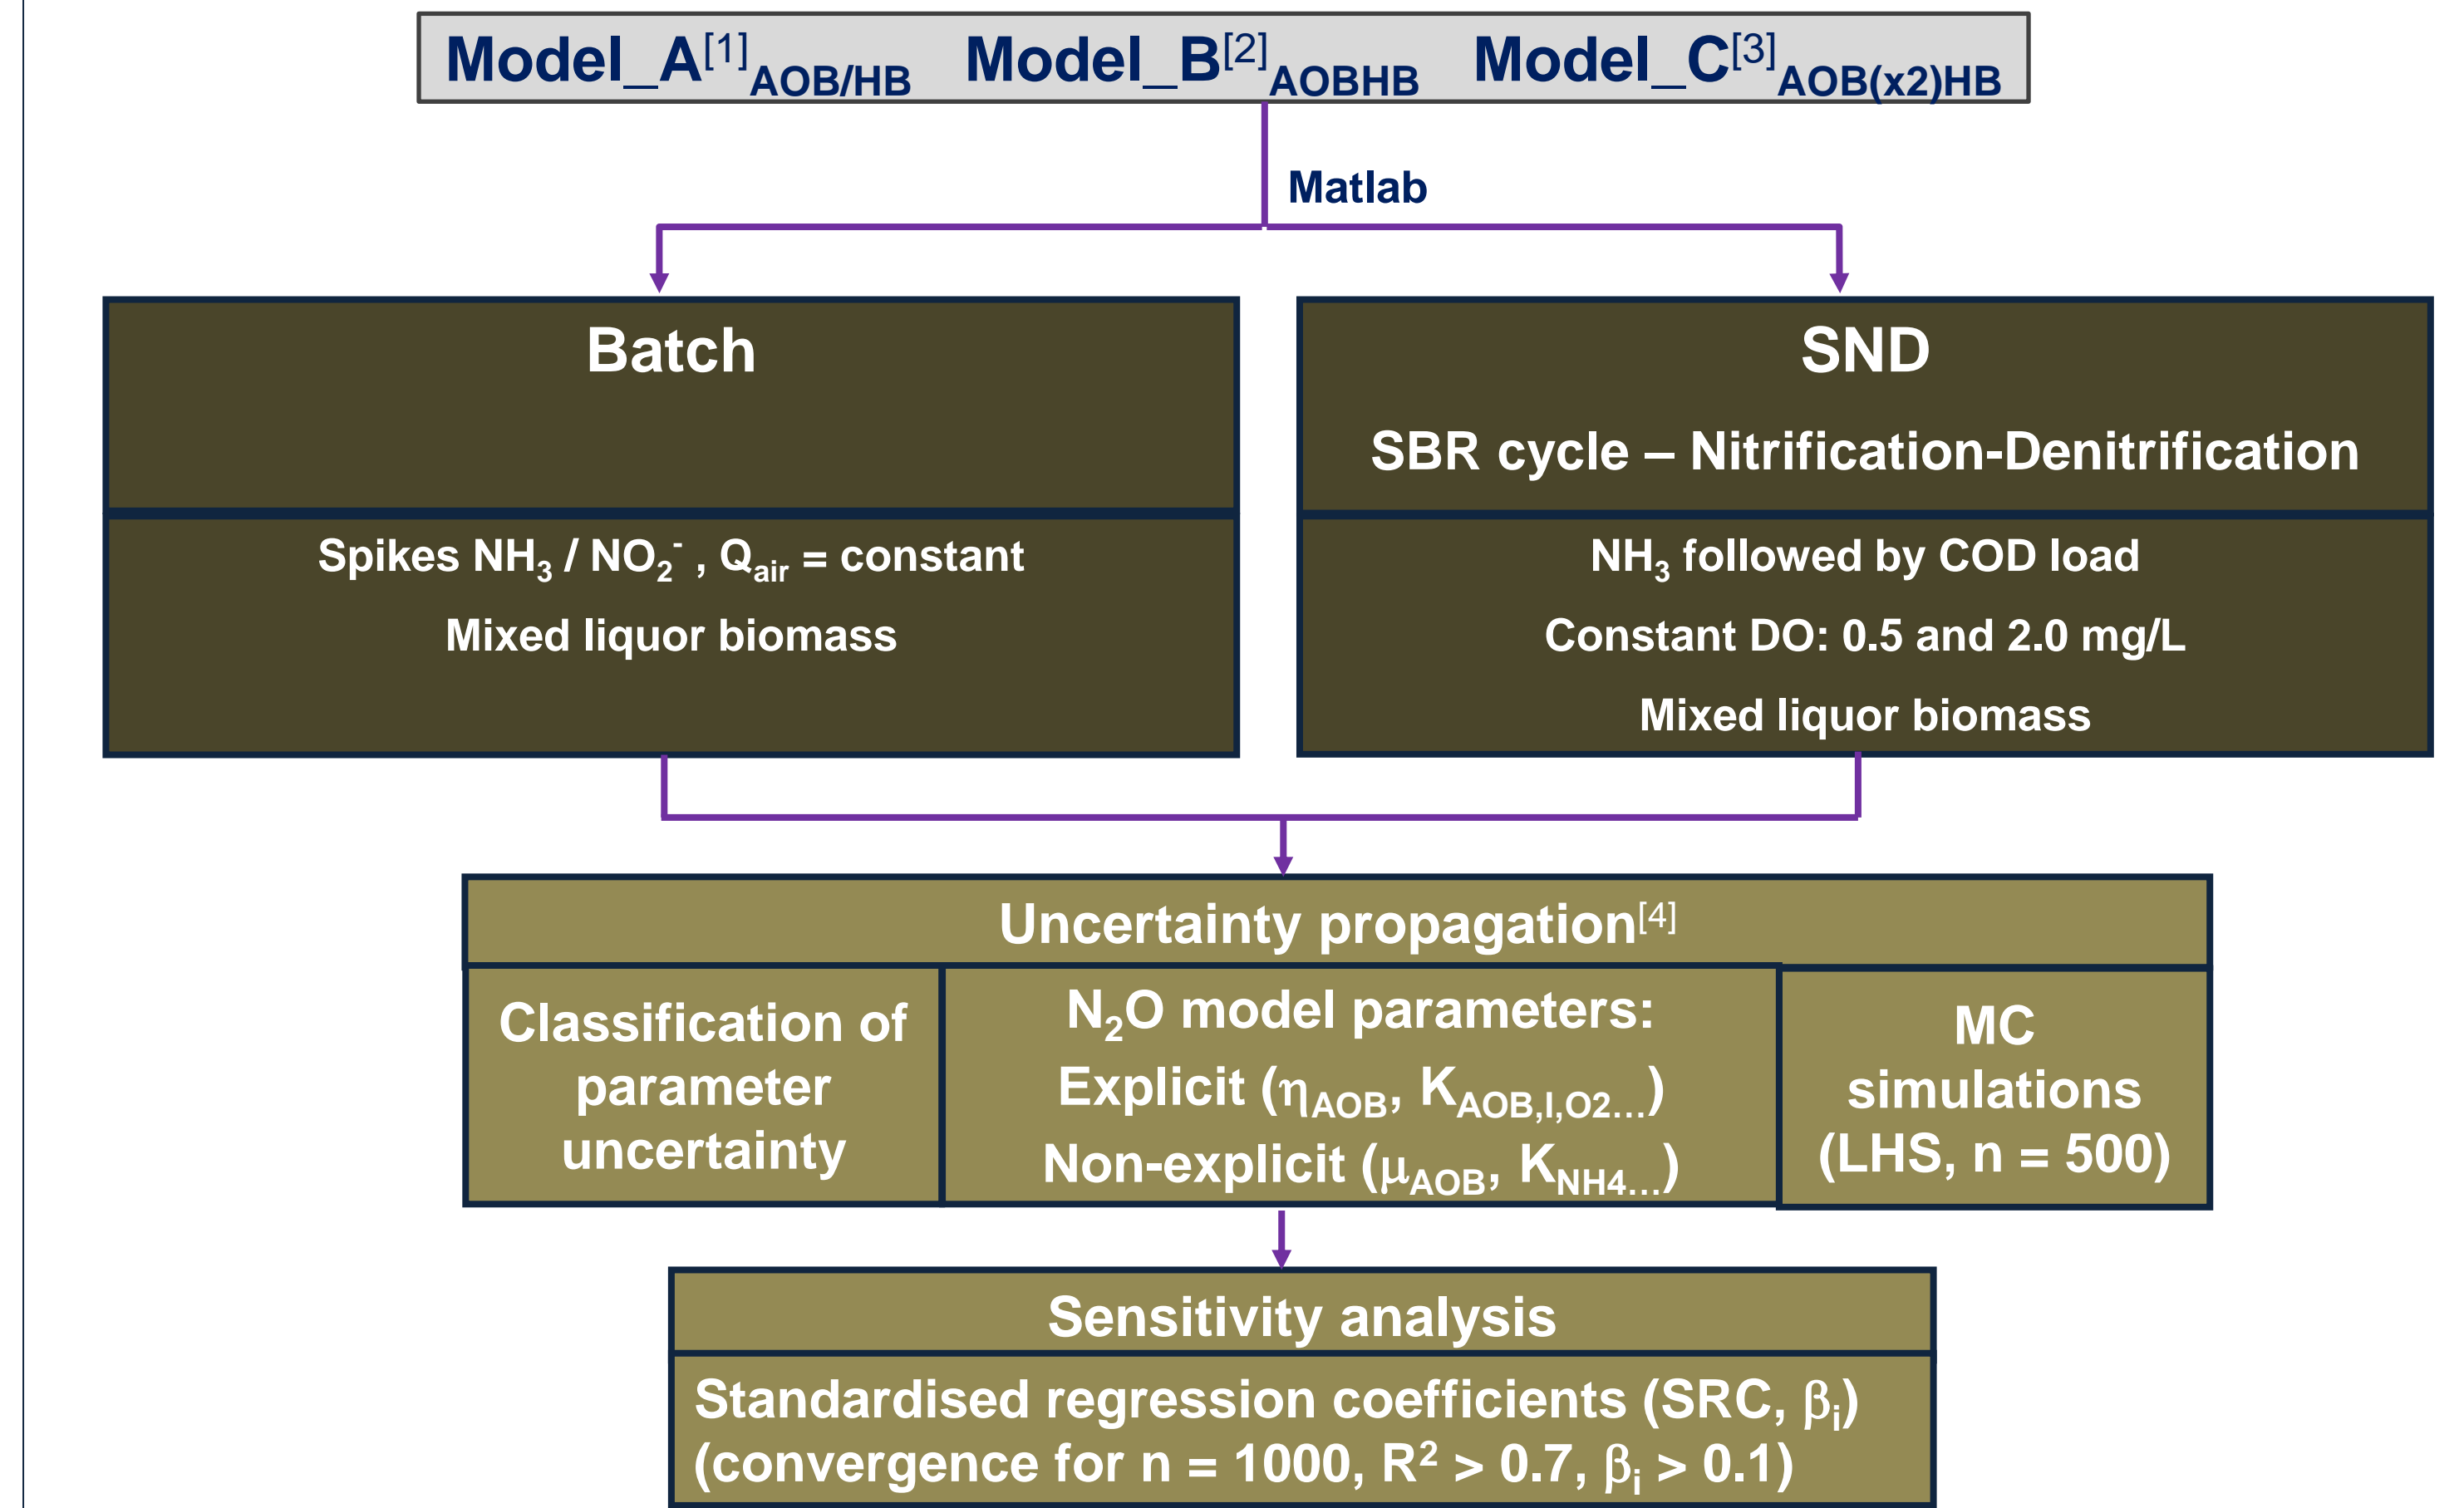 Model_A[1]AOB/HB Model_B[2]AOBHB Model_C[3]AOB(x2)HB
Matlab
Batch
Spikes NH3 / NO2-, Qair = constant
Mixed liquor biomass
SND
SBR cycle – Nitrification-Denitrification
NH3 followed by COD load
Constant DO: 0.5 and 2.0 mg/L
Mixed liquor biomass
Uncertainty propagation[4]
Classification of
parameter
uncertainty
N2O model parameters:
Explicit (ηAOB, KAOB,I,O2...)
Non-explicit (μAOB, KNH4...)
MC
simulations
(LHS, n = 500)
Sensitivity analysis
Standardised regression coefficients (SRC, βi)
(convergence for n = 1000, R2 > 0.7, βi > 0.1)